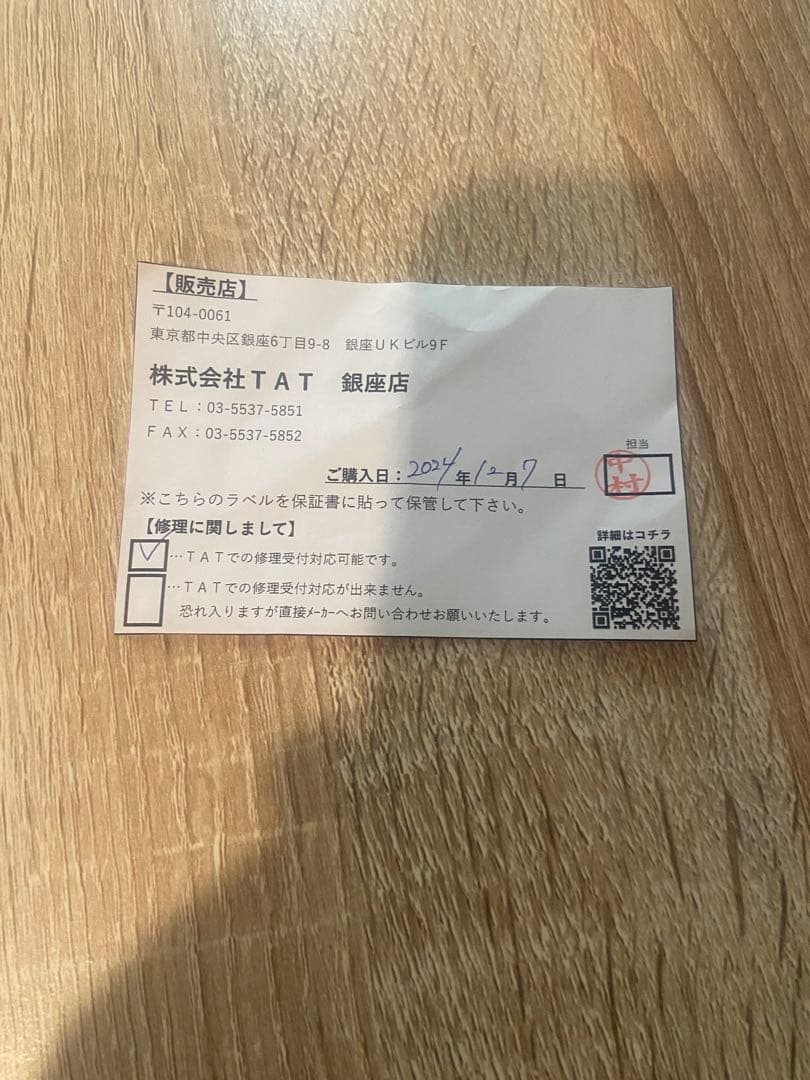 【販売店】
〒104-0061
東京都中央区銀座6丁目9-8　銀座ＵＫビル9Ｆ
株式会社ＴＡＴ　銀座店
ＴＥＬ：03-5537-5851
ＦＡＸ：03-5537-5852
担当
ご購入日：2024年12月7日
中村
※こちらのラベルを保証書に貼って保管して下さい。
【修理に関しまして】
詳細はコチラ
…ＴＡＴでの修理受付対応可能です。
…ＴＡＴでの修理受付対応が出来ません。
恐れ入りますが直接ﾒｰｶｰへお問い合わせお願いいたします。